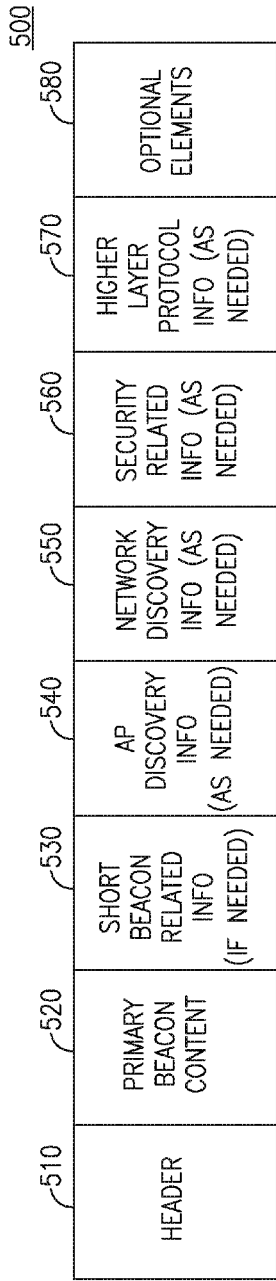 500
510
520
530
540
550
560
570
580
HEADER
PRIMARY
BEACON
CONTENT
SHORT
BEACON
RELATED
INFO
(IF NEEDED)
AP
DISCOVERY
INFO
(AS NEEDED)
NETWORK
DISCOVERY
INFO (AS
NEEDED)
SECURITY
RELATED
INFO (AS
NEEDED)
HIGHER
LAYER
PROTOCOL
INFO (AS
NEEDED)
OPTIONAL
ELEMENTS